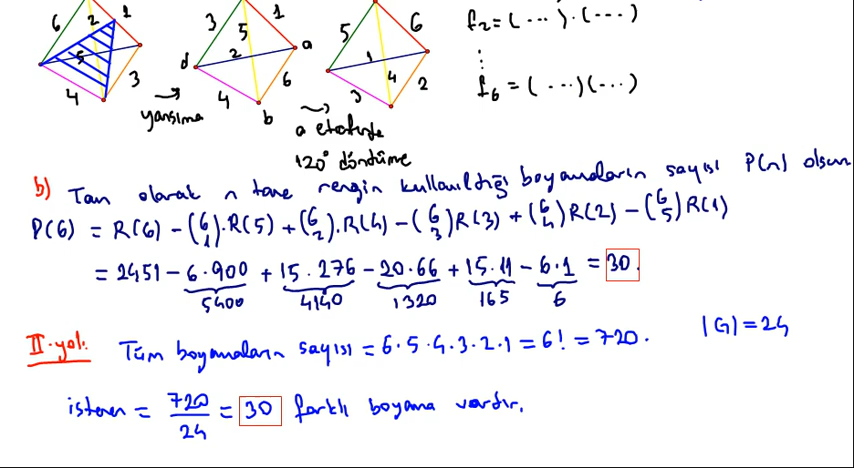 6 2 1 3 5 1 5 6
f₂ = (...).(---)
5 2 a 1
d
4 3 4 6 3 4 2
yansıma
b
a etrafında
120° döndürme
⋮
f₆ = (...)(---)
b) Tam olarak n tane rengin kullanıldığı boyamaların sayısı P(n) olsun
P(6) = R(6) - (6 1).R(5) + (6 2).R(4) - (6 3)R(3) + (6 4)R(2) - (6 5)R(1)
= 2451 - 6.900 + 15.276 - 20.66 + 15.11 - 6.1 = 30.
5400 4140 1320 165 6
II. yol: Tüm boyamaların sayısı = 6.5.4.3.2.1 = 6! = 720. |G| = 24
istenen = 720/24 = 30 farklı boyama vardır.